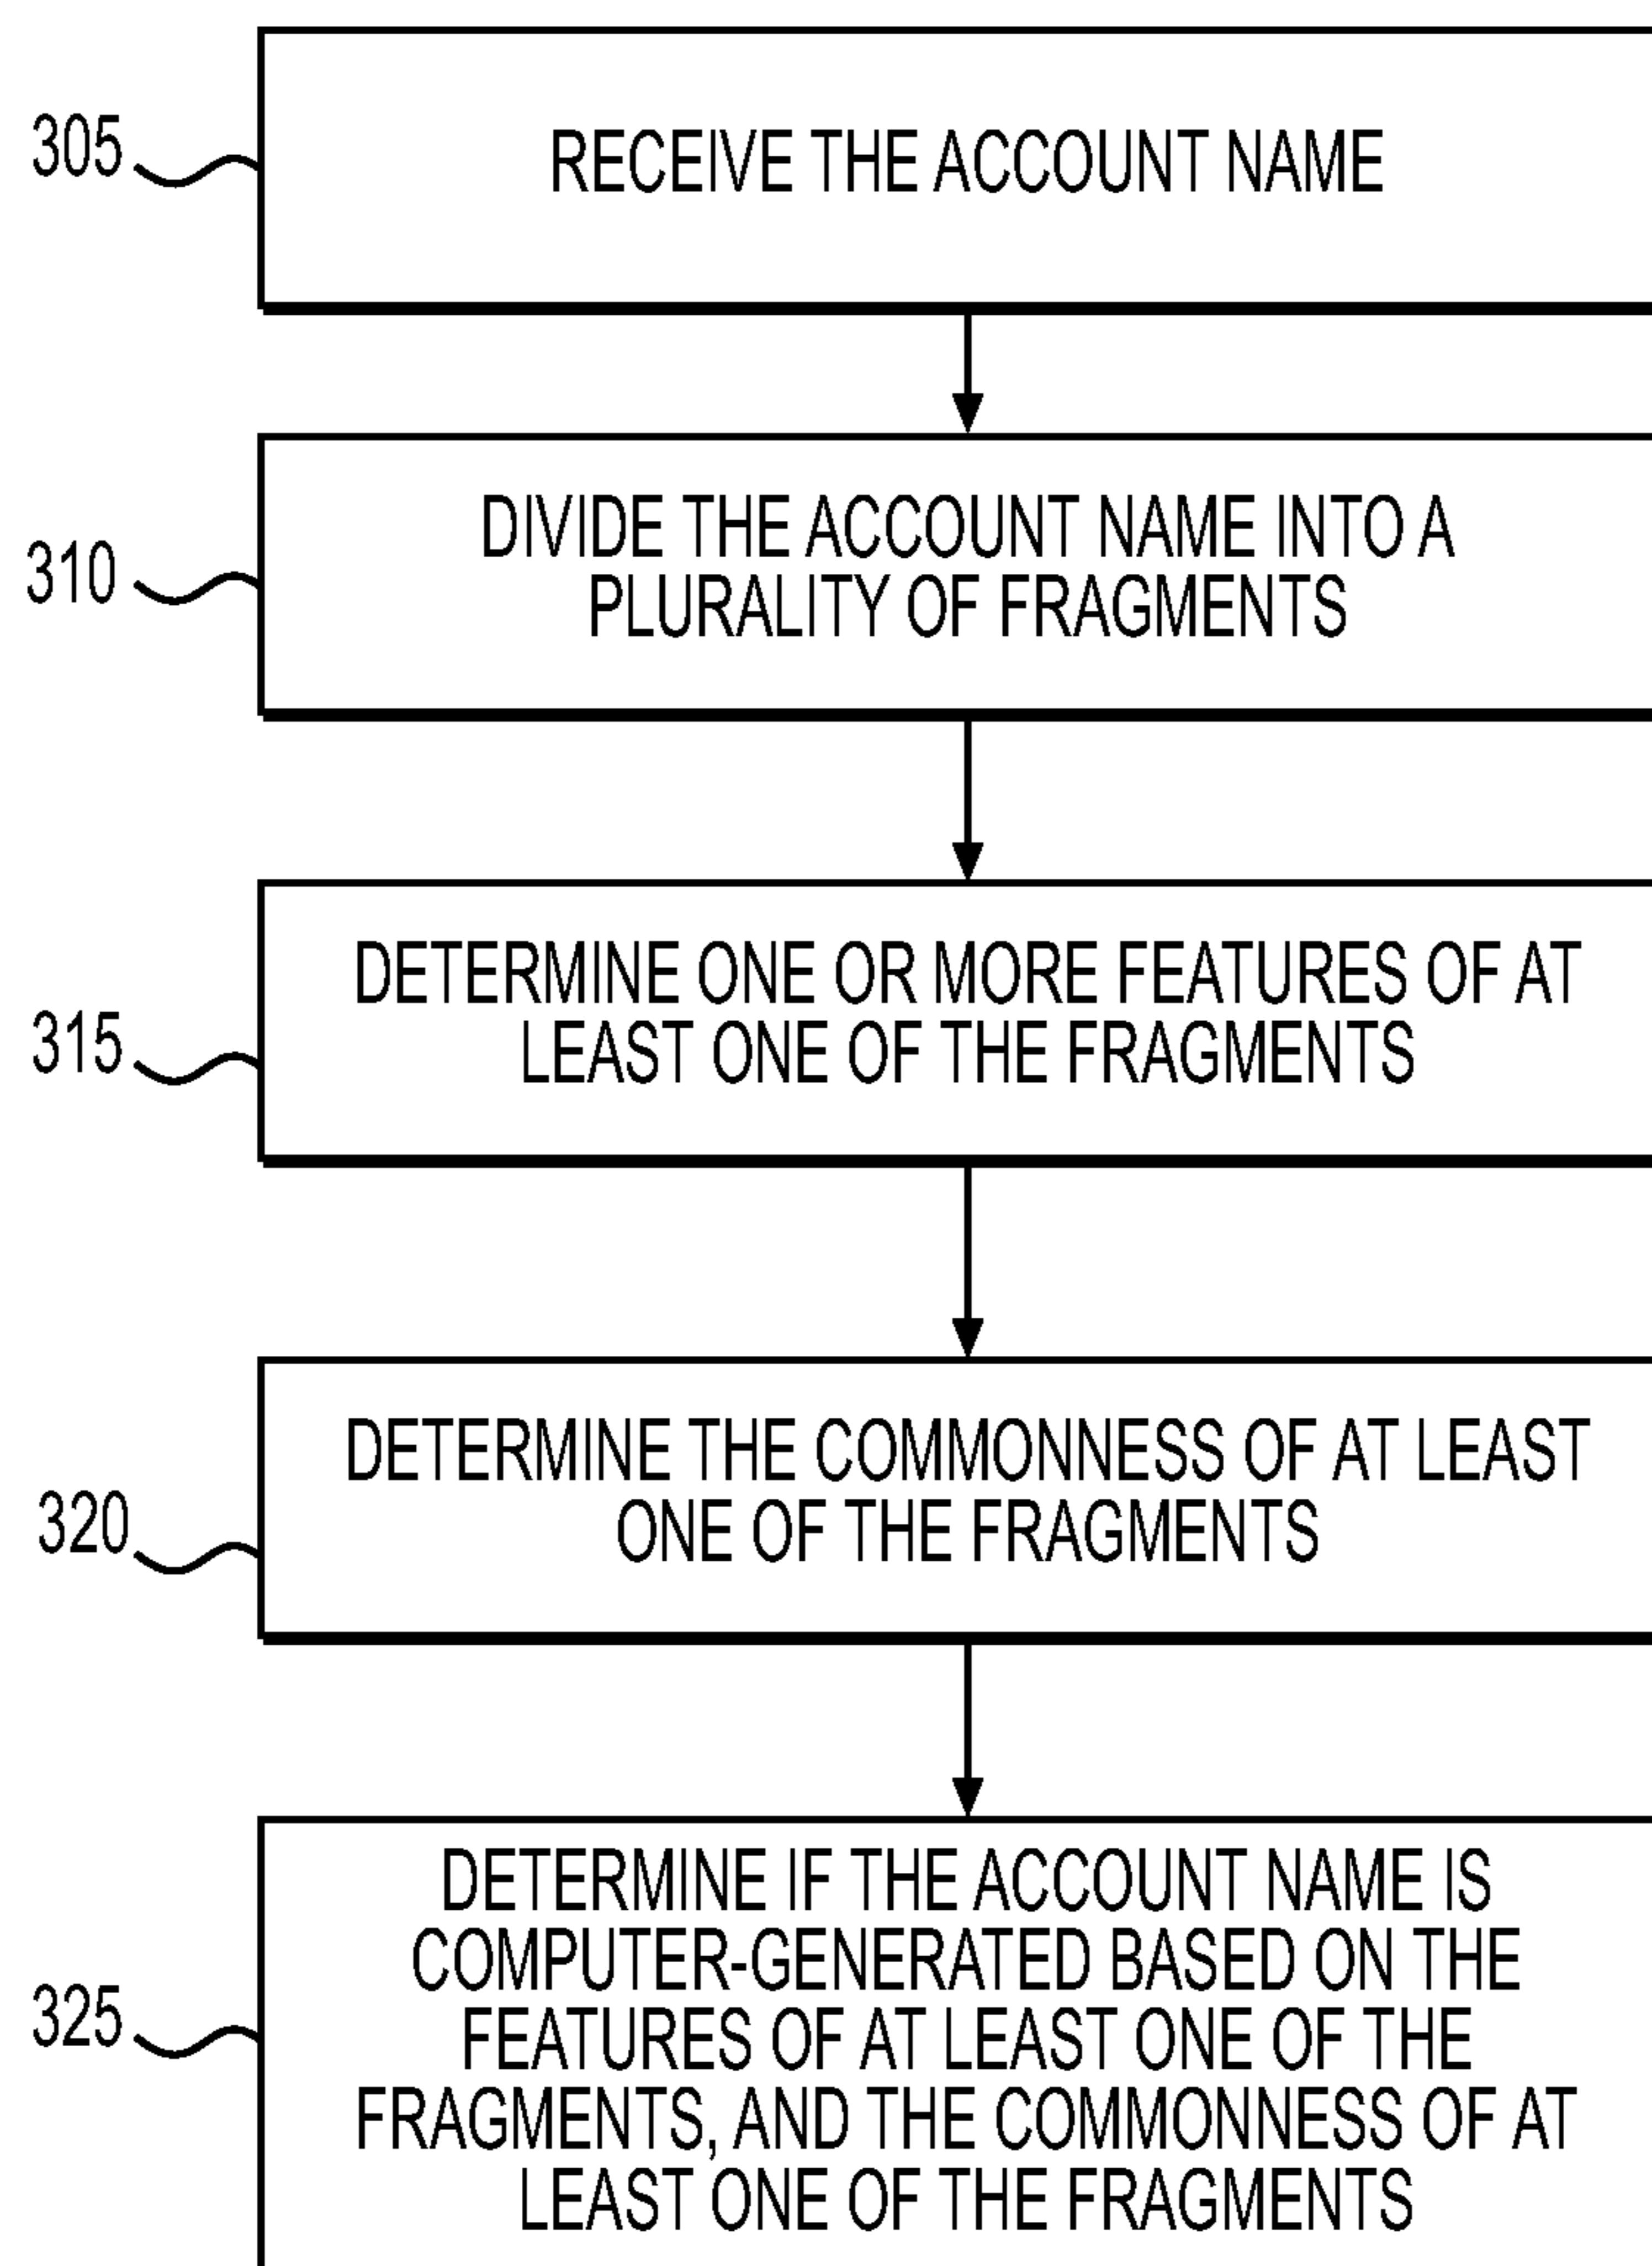 305
RECEIVE THE ACCOUNT NAME
310
DIVIDE THE ACCOUNT NAME INTO A
PLURALITY OF FRAGMENTS
315
DETERMINE ONE OR MORE FEATURES OF AT
LEAST ONE OF THE FRAGMENTS
320
DETERMINE THE COMMONNESS OF AT LEAST
ONE OF THE FRAGMENTS
325
DETERMINE IF THE ACCOUNT NAME IS
COMPUTER-GENERATED BASED ON THE
FEATURES OF AT LEAST ONE OF THE
FRAGMENTS, AND THE COMMONNESS OF AT
LEAST ONE OF THE FRAGMENTS